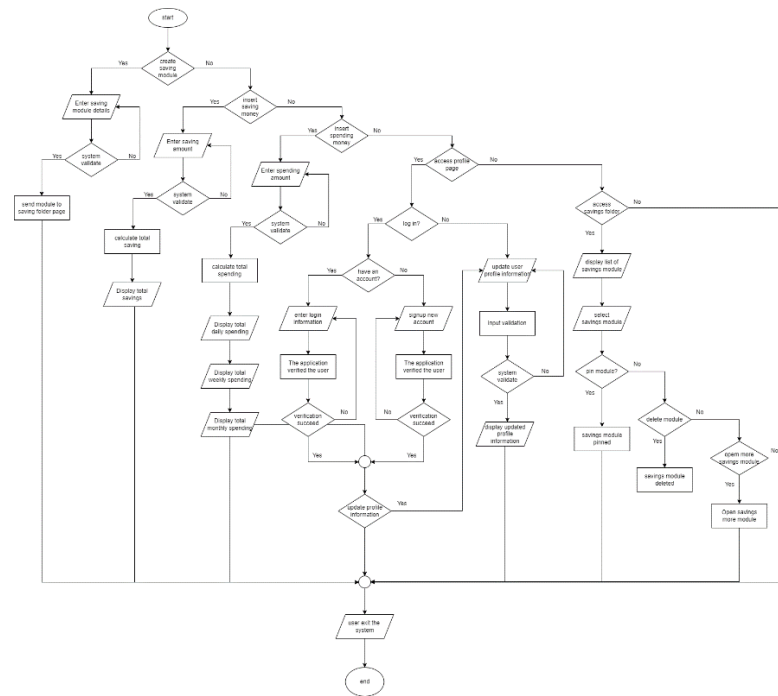 start
create
saving
module
Yes
No
Enter saving
module details
insert
saving
money
Yes
No
system
validate
Yes
No
Enter saving
amount
insert
spending
money
Yes
No
send module to
saving folder page
system
validate
Yes
No
Enter spending
amount
access profile
page
Yes
No
calculate total
saving
system
validate
Yes
No
log in?
Yes
No
access
savings folder
Yes
No
Display total
savings
calculate total
spending
have an
account?
Yes
No
update user
profile information
display list of
savings module
Display total
daily spending
enter login
information
signup new
account
Input validation
select
savings module
Display total
weekly spending
The application
verified the user
The application
verified the user
system
validate
Yes
No
pin module?
Yes
No
Display total
monthly spending
verification
succeed
No
Yes
verification
succeed
No
Yes
display updated
profile
information
savings module
pinned
delete module
Yes
No
savings module
deleted
savings module
Yes
No
Open savings
more module
update profile
information
Yes
user exit the
system
end